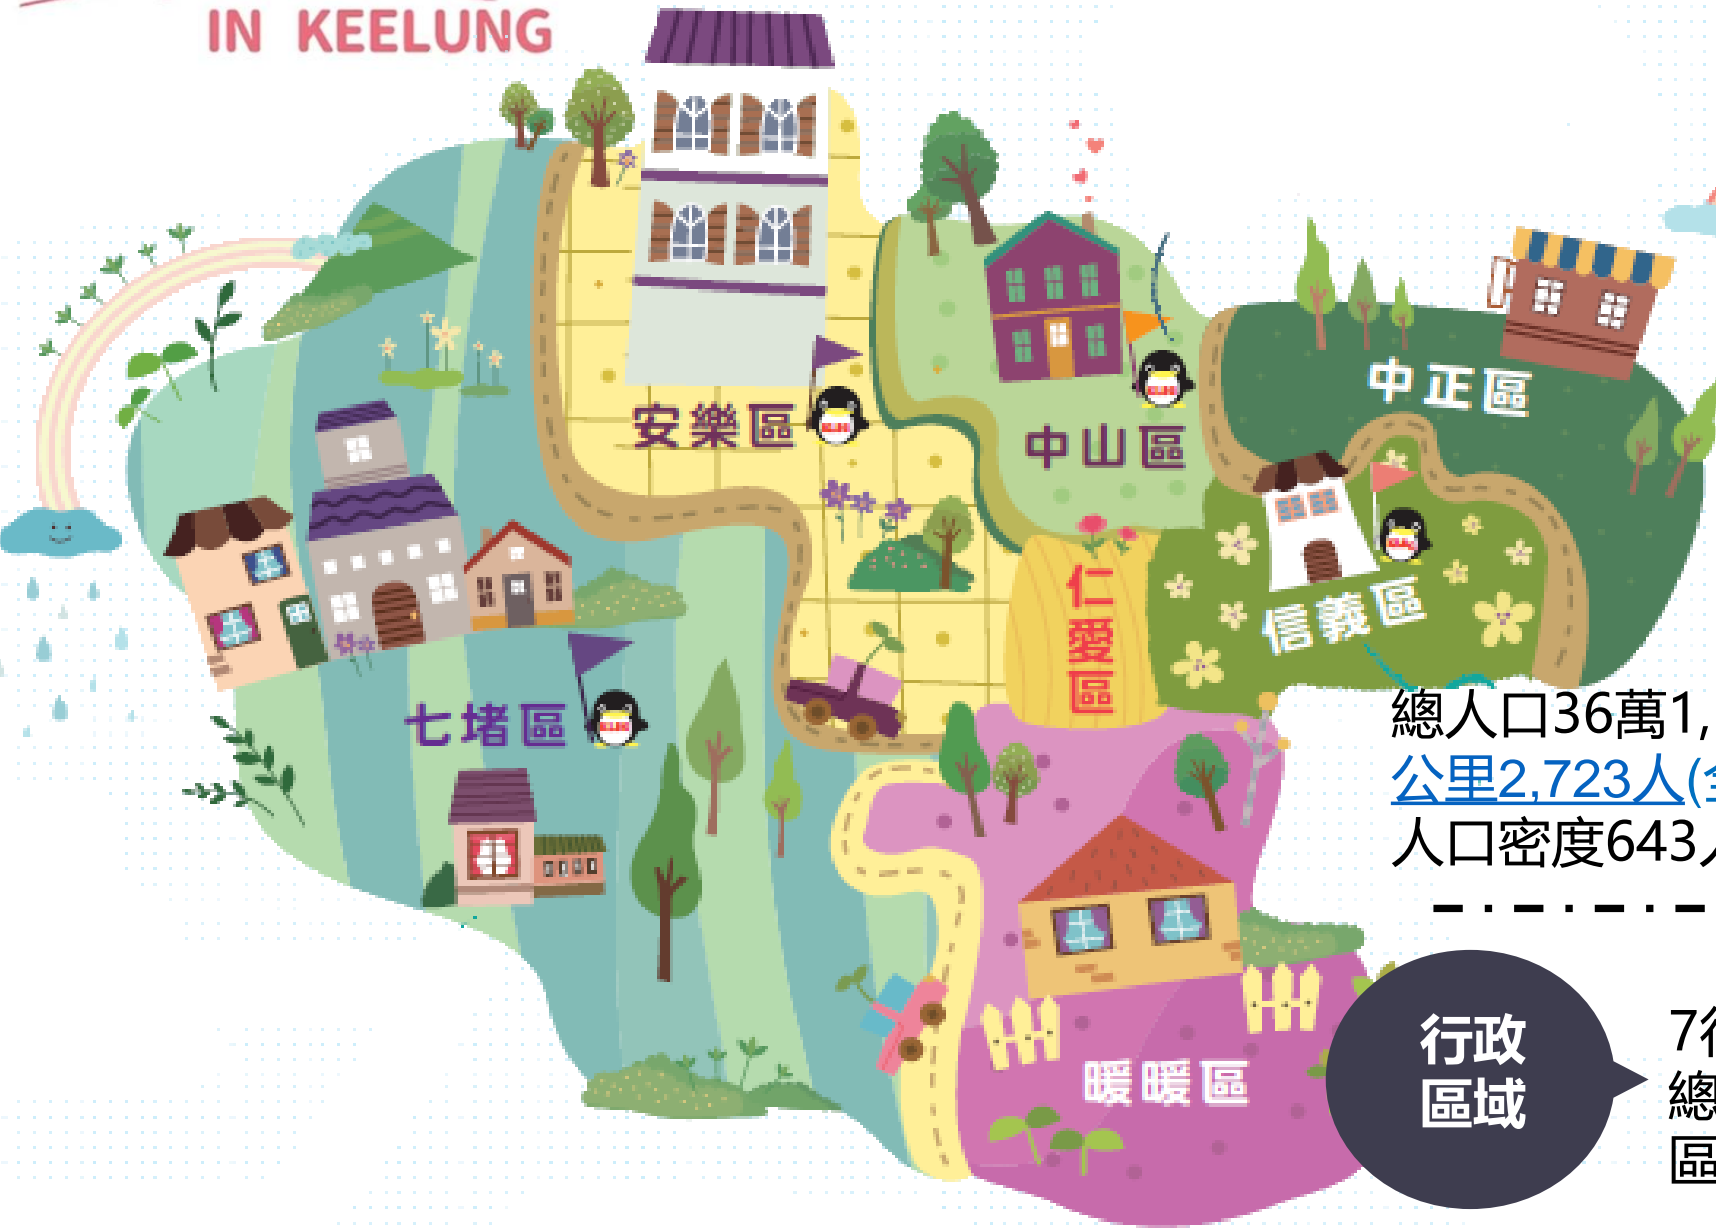 IN KEELUNG
安樂區
中山區
中正區
仁愛區
信義區
七堵區
暖暖區
總人口36萬1,
公里2,723人(
人口密度643
行政
區域
7
總
區